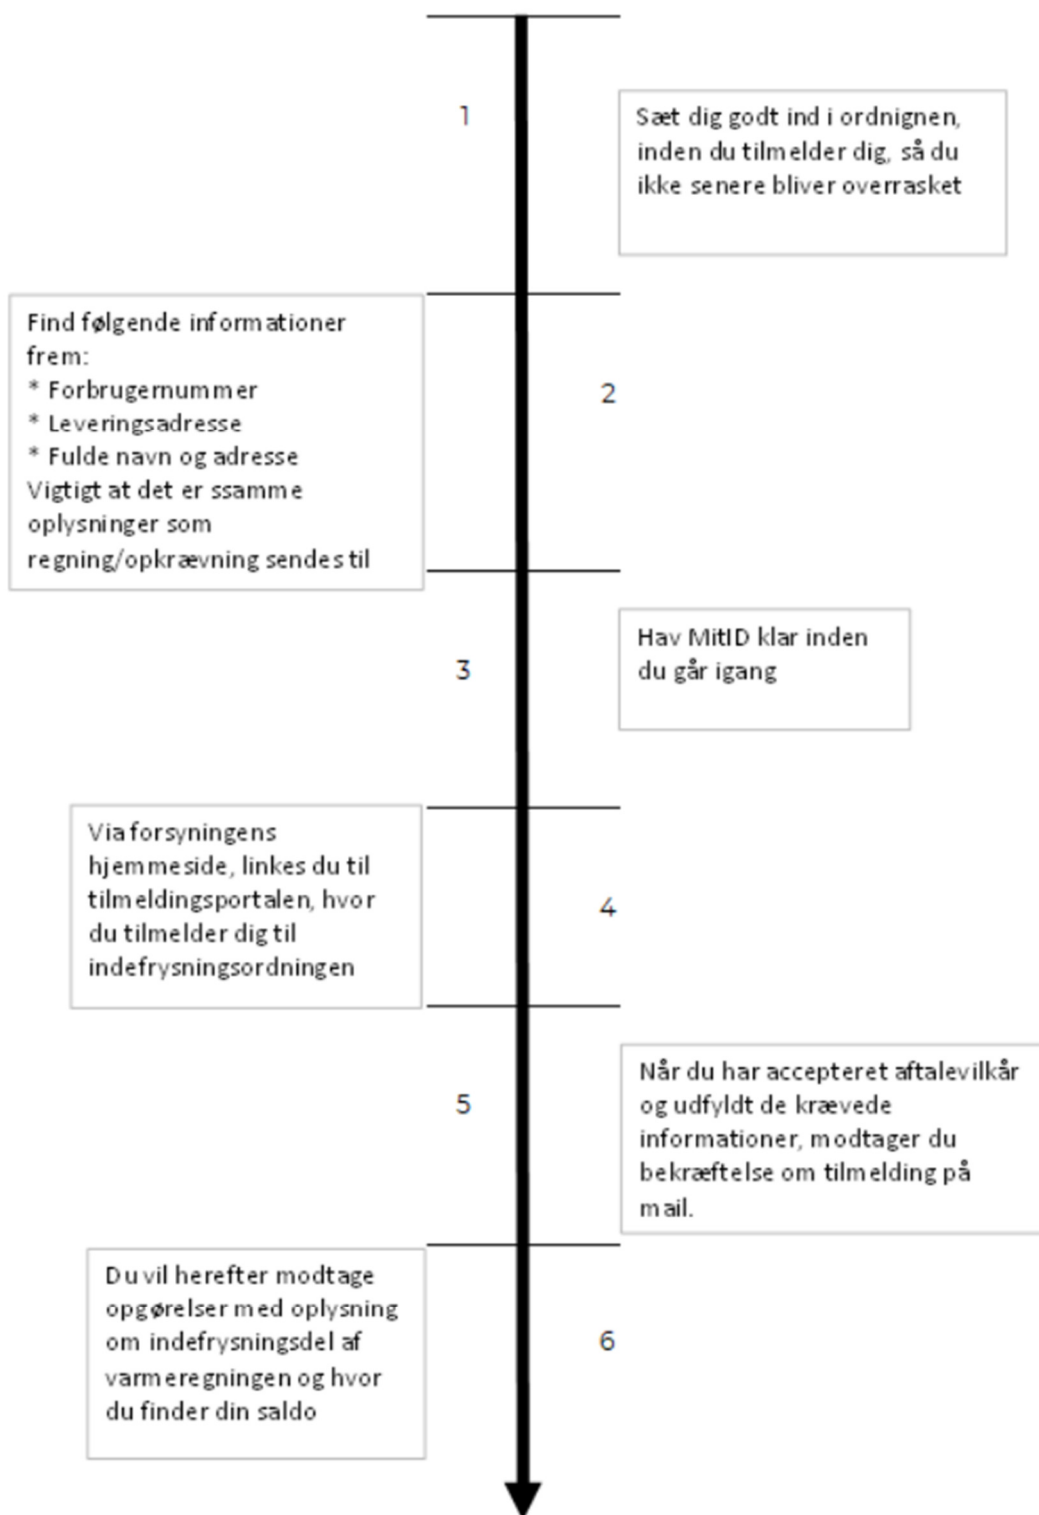 1
Sæt dig godt ind i ordnignen,
inden du tilmelder dig, så du
ikke senere bliver overrasket
Find følgende informationer
frem:
* Forbrugernummer
* Leveringsadresse
* Fulde navn og adresse
Vigtigt at det er ssamme
oplysninger som
regning/opkrævning sendes til
2
3
Hav MitID klar inden
du går igang
Via forsyningens
hjemmeside, linkes du til
tilmeldingsportalen, hvor
du tilmelder dig til
indefrysningsordningen
4
5
Når du har accepteret aftalevilkår
og udfyldt de krævede
informationer, modtager du
bekræftelse om tilmelding på
mail.
Du vil herefter modtage
opgørelser med oplysning
om indefrysningsdel af
varmeregningen og hvor
du finder din saldo
6